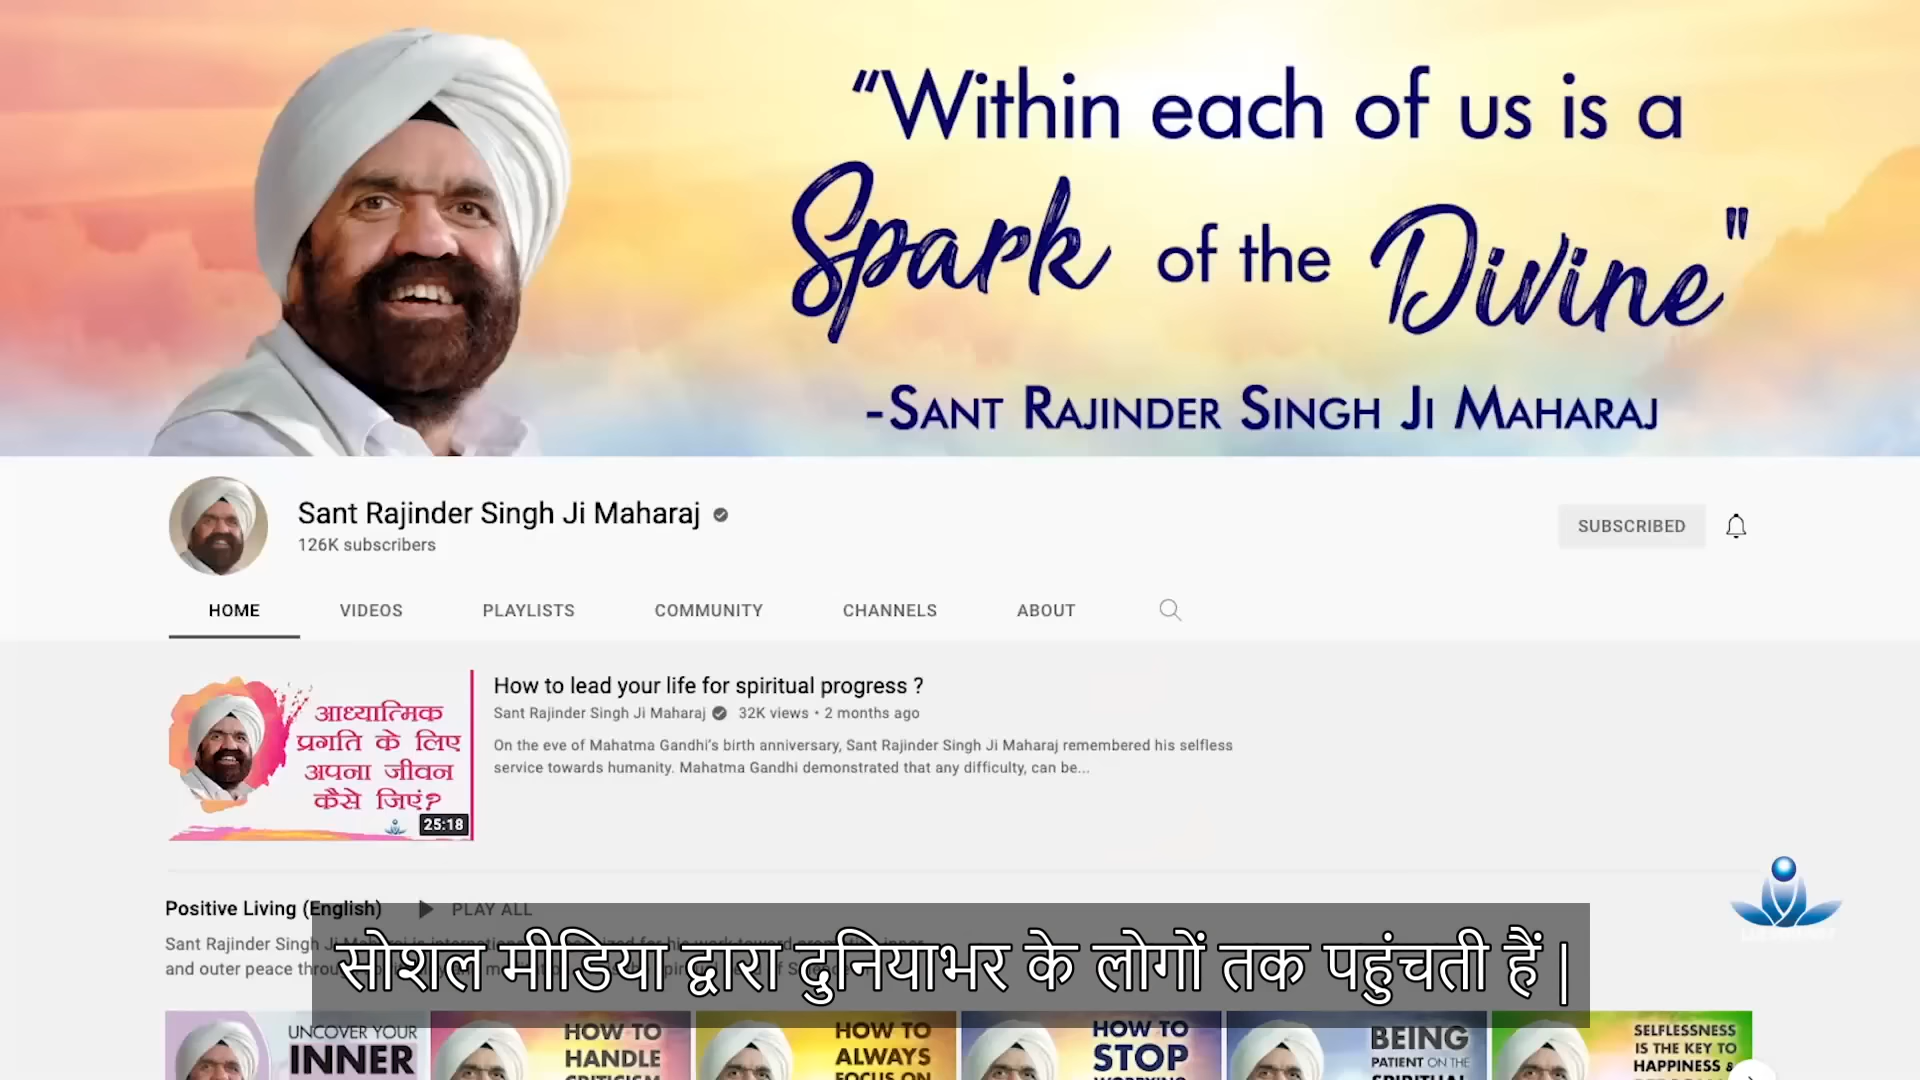 “Within each of us is a
Spark of the Divine"
-Sant Rajinder Singh Ji Maharaj
Sant Rajinder Singh Ji Maharaj
126K subscribers
SUBSCRIBED
HOME VIDEOS PLAYLISTS COMMUNITY CHANNELS ABOUT
आध्यात्मिक
प्रगति के लिए
अपना जीवन
कैसे जिएं?
25:18
How to lead your life for spiritual progress ?
Sant Rajinder Singh Ji Maharaj 32K views • 2 months ago
On the eve of Mahatma Gandhi's birth anniversary, Sant Rajinder Singh Ji Maharaj remembered his selfless
service towards humanity. Mahatma Gandhi demonstrated that any difficulty, can be...
Positive Living (English) PLAY ALL
Sant Rajinder Singh
and outer peace
सोशल मीडिया द्वारा दुनियाभर के लोगों तक पहुंचती हैं |
UNCOVER YOUR
INNER
HOW TO
HANDLE
CRITICISM
HOW TO
ALWAYS
FOCUS ON
HOW TO
STOP
WORRYING
BEING
PATIENT ON THE
SPIRITUAL
SELFLESSNESS
IS THE KEY TO
HAPPINESS &